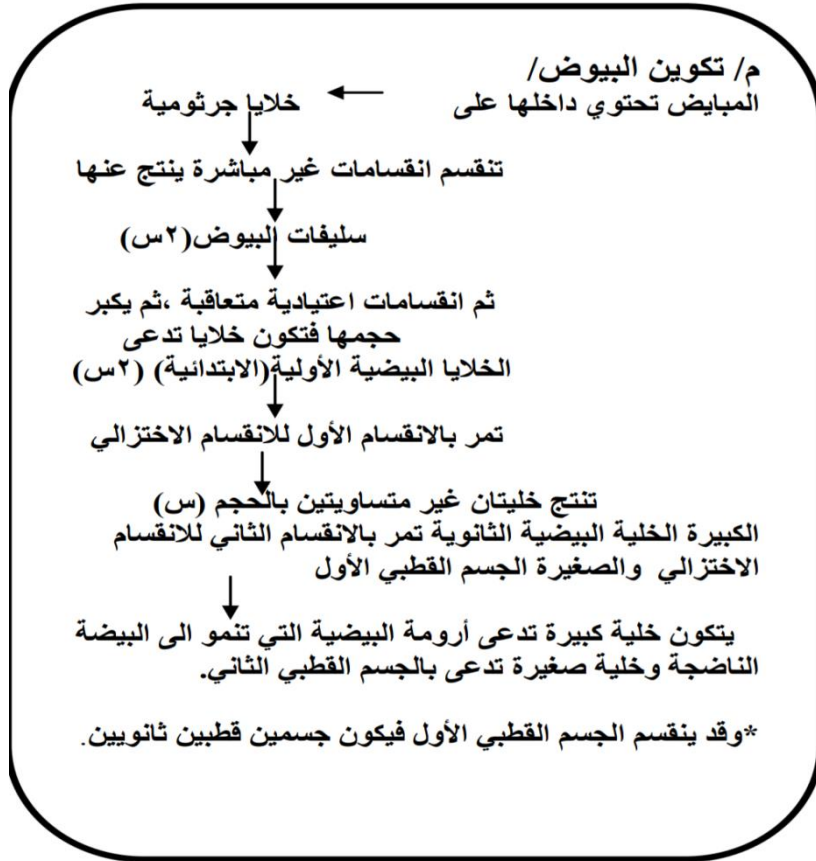 م/ تكوين البيوض/
المبايض تحتوي داخلها على ← خلايا جرثومية
تنقسم انقسامات غير مباشرة ينتج عنها
سليفات البيوض(٢س)
ثم انقسامات اعتيادية متعاقبة ،ثم يكبر
حجمها فتكون خلايا تدعى
الخلايا البيضية الأولية(الابتدائية) (٢س)
تمر بالانقسام الأول للانقسام الاختزالي
تنتج خليتان غير متساويتين بالحجم (س)
الكبيرة الخلية البيضية الثانوية تمر بالانقسام الثاني للانقسام
الاختزالي والصغيرة الجسم القطبي الأول
يتكون خلية كبيرة تدعى أرومة البيضية التي تنمو الى البيضة
الناضجة وخلية صغيرة تدعى بالجسم القطبي الثاني.
*وقد ينقسم الجسم القطبي الأول فيكون جسمين قطبين ثانويين.